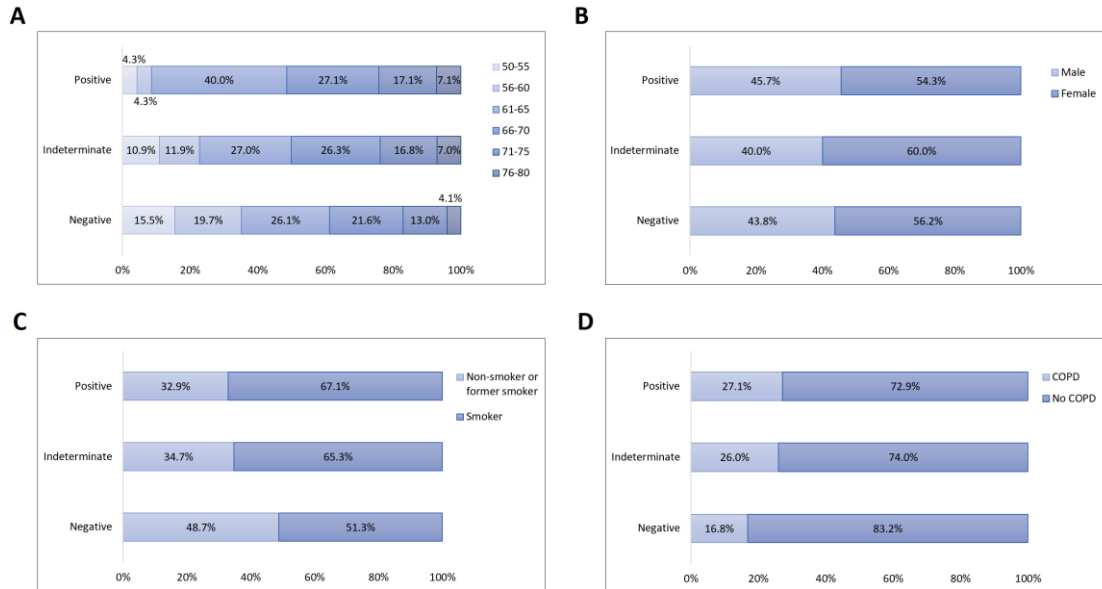 A
Positive
4.3%
4.3%
40.0%
27.1%
17.1%
7.1%
Indeterminate
10.9%
11.9%
27.0%
26.3%
16.8%
7.0%
Negative
15.5%
19.7%
26.1%
21.6%
13.0%
4.1%
0%
20%
40%
60%
80%
100%
50-55
56-60
61-65
66-70
71-75
76-80
B
Positive
45.7%
54.3%
Indeterminate
40.0%
60.0%
Negative
43.8%
56.2%
0%
20%
40%
60%
80%
100%
Male
Female
C
Positive
32.9%
67.1%
Indeterminate
34.7%
65.3%
Negative
48.7%
51.3%
0%
20%
40%
60%
80%
100%
Non-smoker or
former smoker
Smoker
D
Positive
27.1%
72.9%
Indeterminate
26.0%
74.0%
Negative
16.8%
83.2%
0%
20%
40%
60%
80%
100%
COPD
No COPD